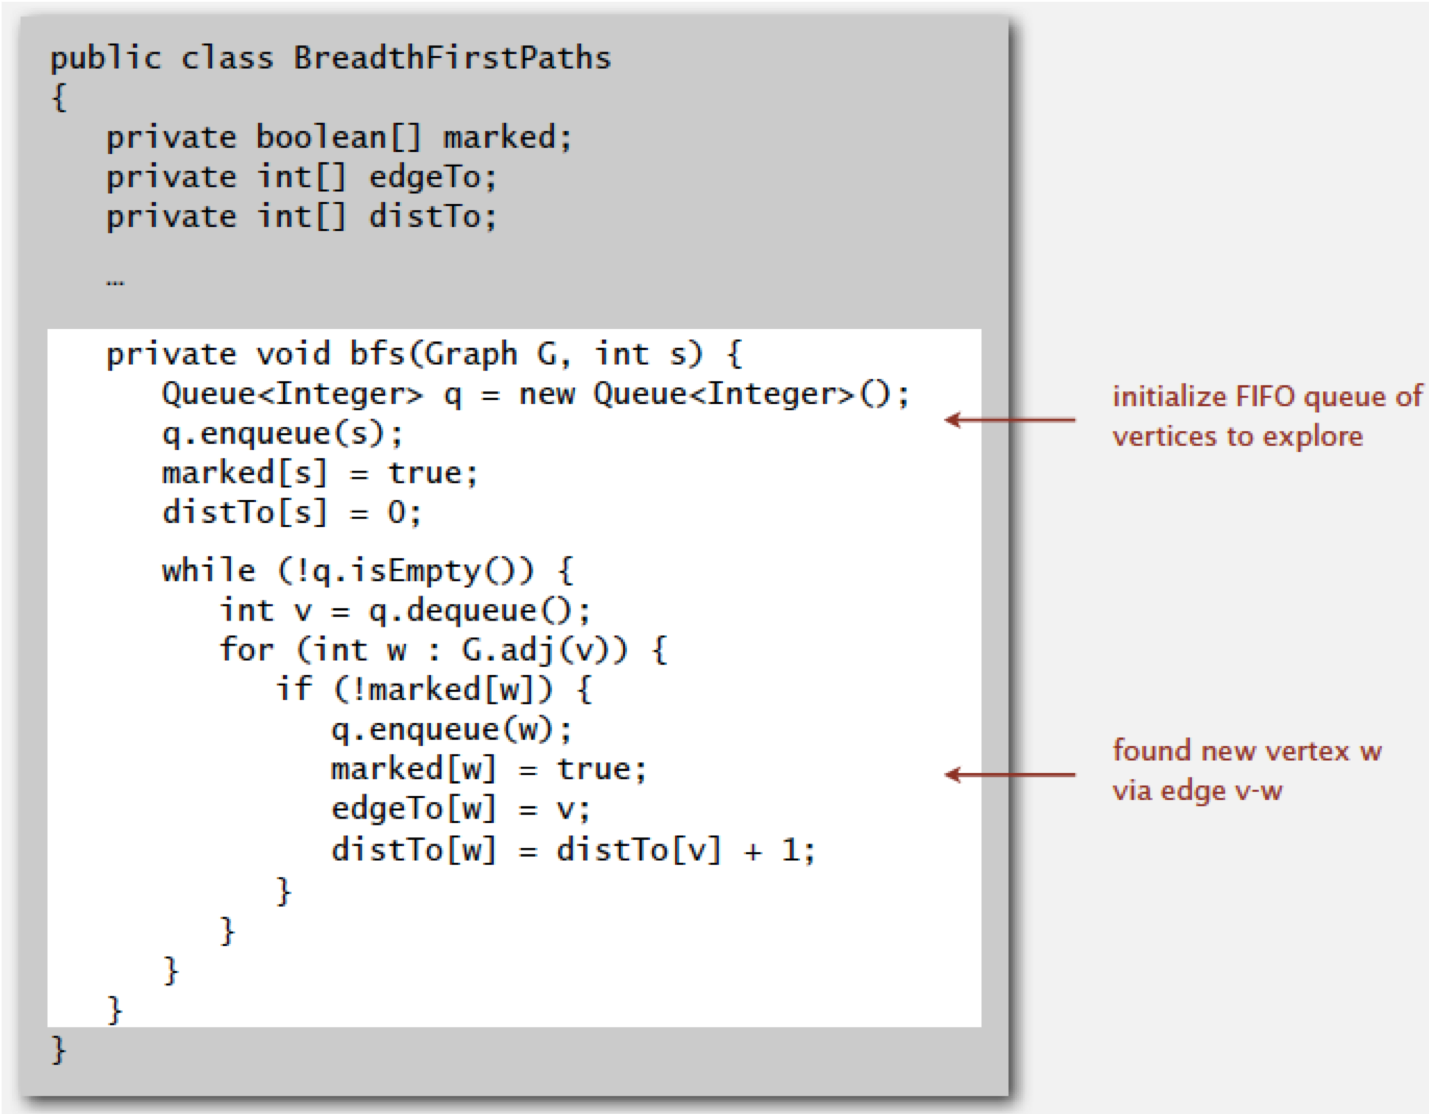 public class BreadthFirstPaths
{
private boolean[] marked;
private int[] edgeTo;
private int[] distTo;
…
private void bfs(Graph G, int s) {
Queue<Integer> q = new Queue<Integer>();
q.enqueue(s);
marked[s] = true;
distTo[s] = 0;
initialize FIFO queue of
vertices to explore
while (!q.isEmpty()) {
int v = q.dequeue();
for (int w : G.adj(v)) {
if (!marked[w]) {
q.enqueue(w);
marked[w] = true;
edgeTo[w] = v;
distTo[w] = distTo[v] + 1;
found new vertex w
via edge v-w
}
}
}
}
}